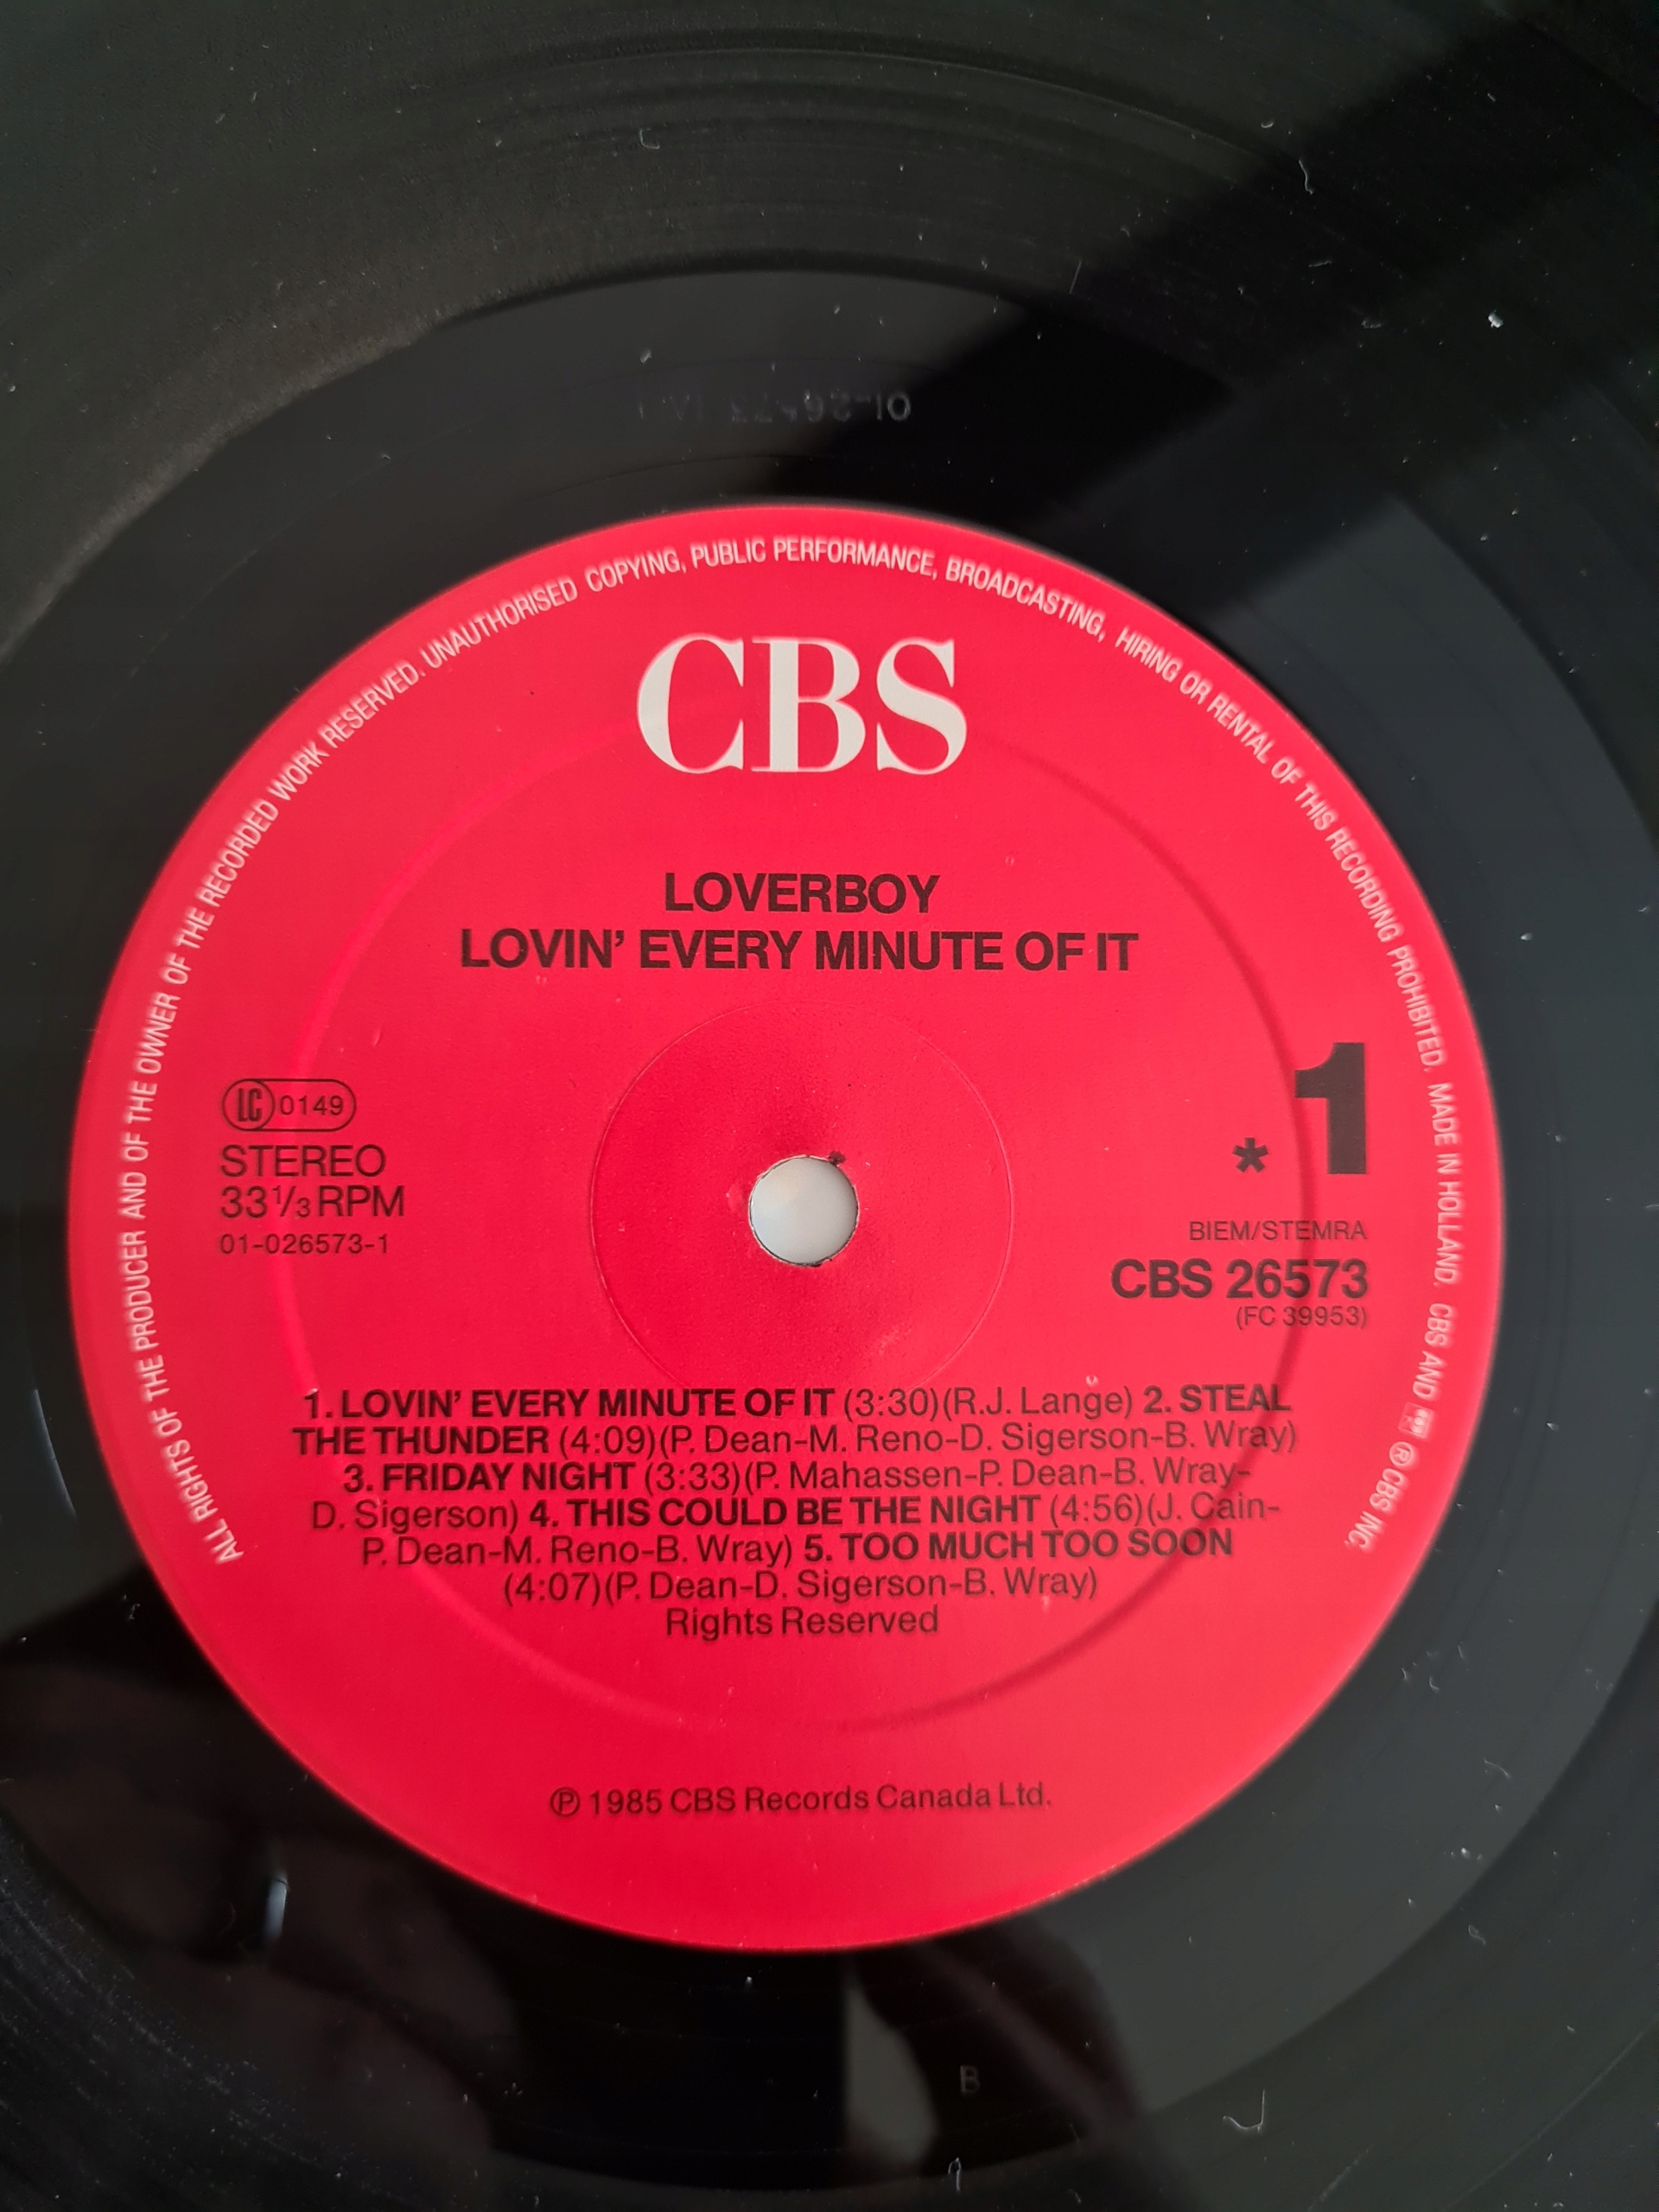 ALL RIGHTS OF THE PRODUCER AND OF THE OWNER OF THE RECORDED WORK RESERVED. UNAUTHORISED COPYING, PUBLIC PERFORMANCE, BROADCASTING, HIRING OR RENTAL OF THIS RECORDING PROHIBITED. MADE IN HOLLAND. CBS AND ® CBS INC.
CBS
LOVERBOY
LOVIN' EVERY MINUTE OF IT
LC 0149
STEREO
33 1/3 RPM
01-026573-1
*1
BIEM/STEMRA
CBS 26573
(FC 39953)
1. LOVIN' EVERY MINUTE OF IT (3:30)(R.J. Lange) 2. STEAL
THE THUNDER (4:09)(P. Dean-M. Reno-D. Sigerson-B. Wray)
3. FRIDAY NIGHT (3:33)(P. Mahassen-P. Dean-B. Wray-
D. Sigerson) 4. THIS COULD BE THE NIGHT (4:56)(J. Cain-
P. Dean-M. Reno-B. Wray) 5. TOO MUCH TOO SOON
(4:07)(P. Dean-D. Sigerson-B. Wray)
Rights Reserved
℗ 1985 CBS Records Canada Ltd.
B